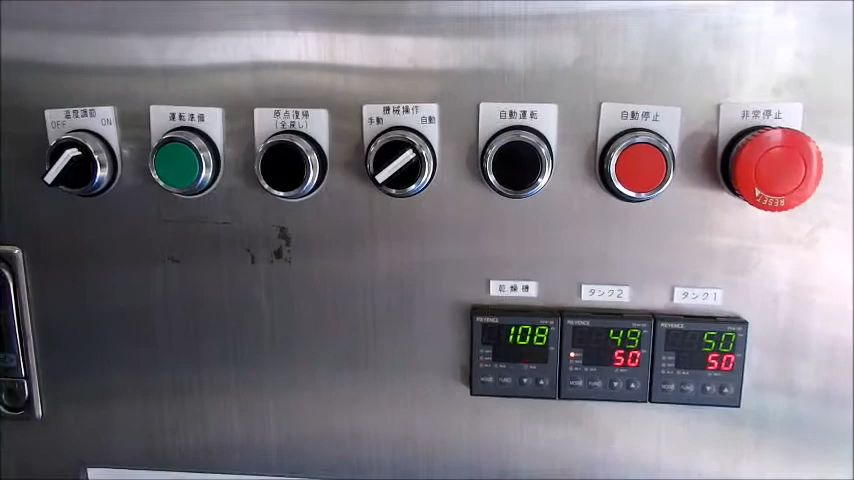 温度調節
OFF ON
運転準備
原点復帰
(全戻り)
機械操作
手動 自動
自動運転
自動停止
非常停止
RESET
乾燥機
タンク2
タンク1
KEYENCE
108
MODE FUNC
KEYENCE
49
50
MODE FUNC
KEYENCE
50
50
MODE FUNC